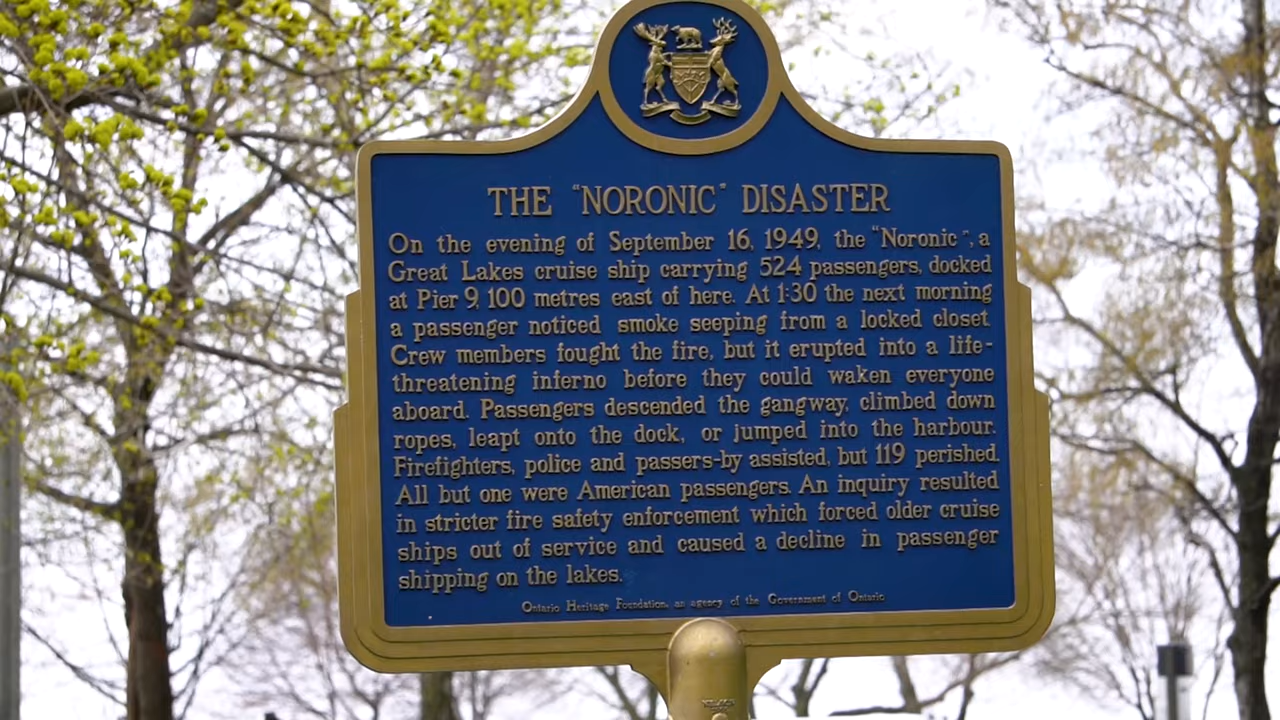 THE "NORONIC" DISASTER
On the evening of September 16, 1949, the "Noronic", a
Great Lakes cruise ship carrying 524 passengers, docked
at Pier 9, 100 metres east of here. At 1:30 the next morning
a passenger noticed smoke seeping from a locked closet.
Crew members fought the fire, but it erupted into a life-
threatening inferno before they could waken everyone
aboard. Passengers descended the gangway, climbed down
ropes, leapt onto the dock, or jumped into the harbour.
Firefighters, police and passers-by assisted, but 119 perished.
All but one were American passengers. An inquiry resulted
in stricter fire safety enforcement which forced older cruise
ships out of service and caused a decline in passenger
shipping on the lakes.
Ontario Heritage Foundation, an agency of the Government of Ontario